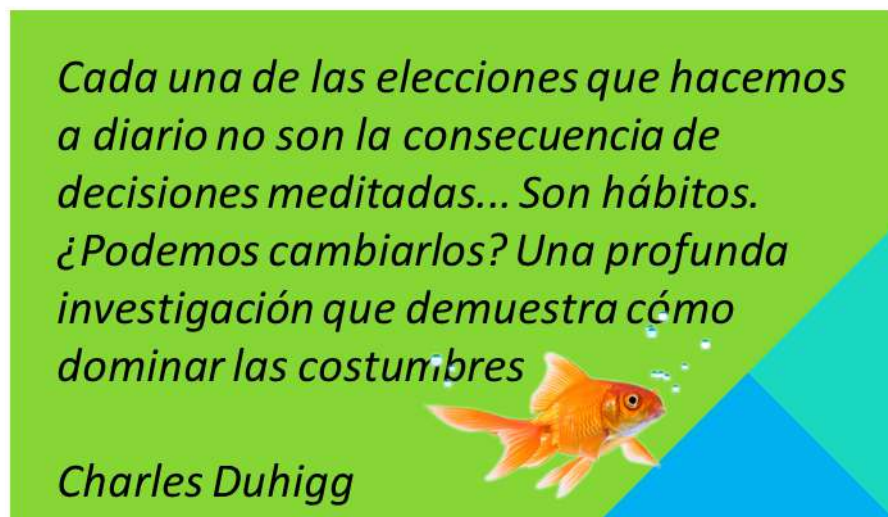 Cada una de las elecciones que hacemos
a diario no son la consecuencia de
decisiones meditadas... Son hábitos.
¿Podemos cambiarlos? Una profunda
investigación que demuestra cómo
dominar las costumbres
Charles Duhigg